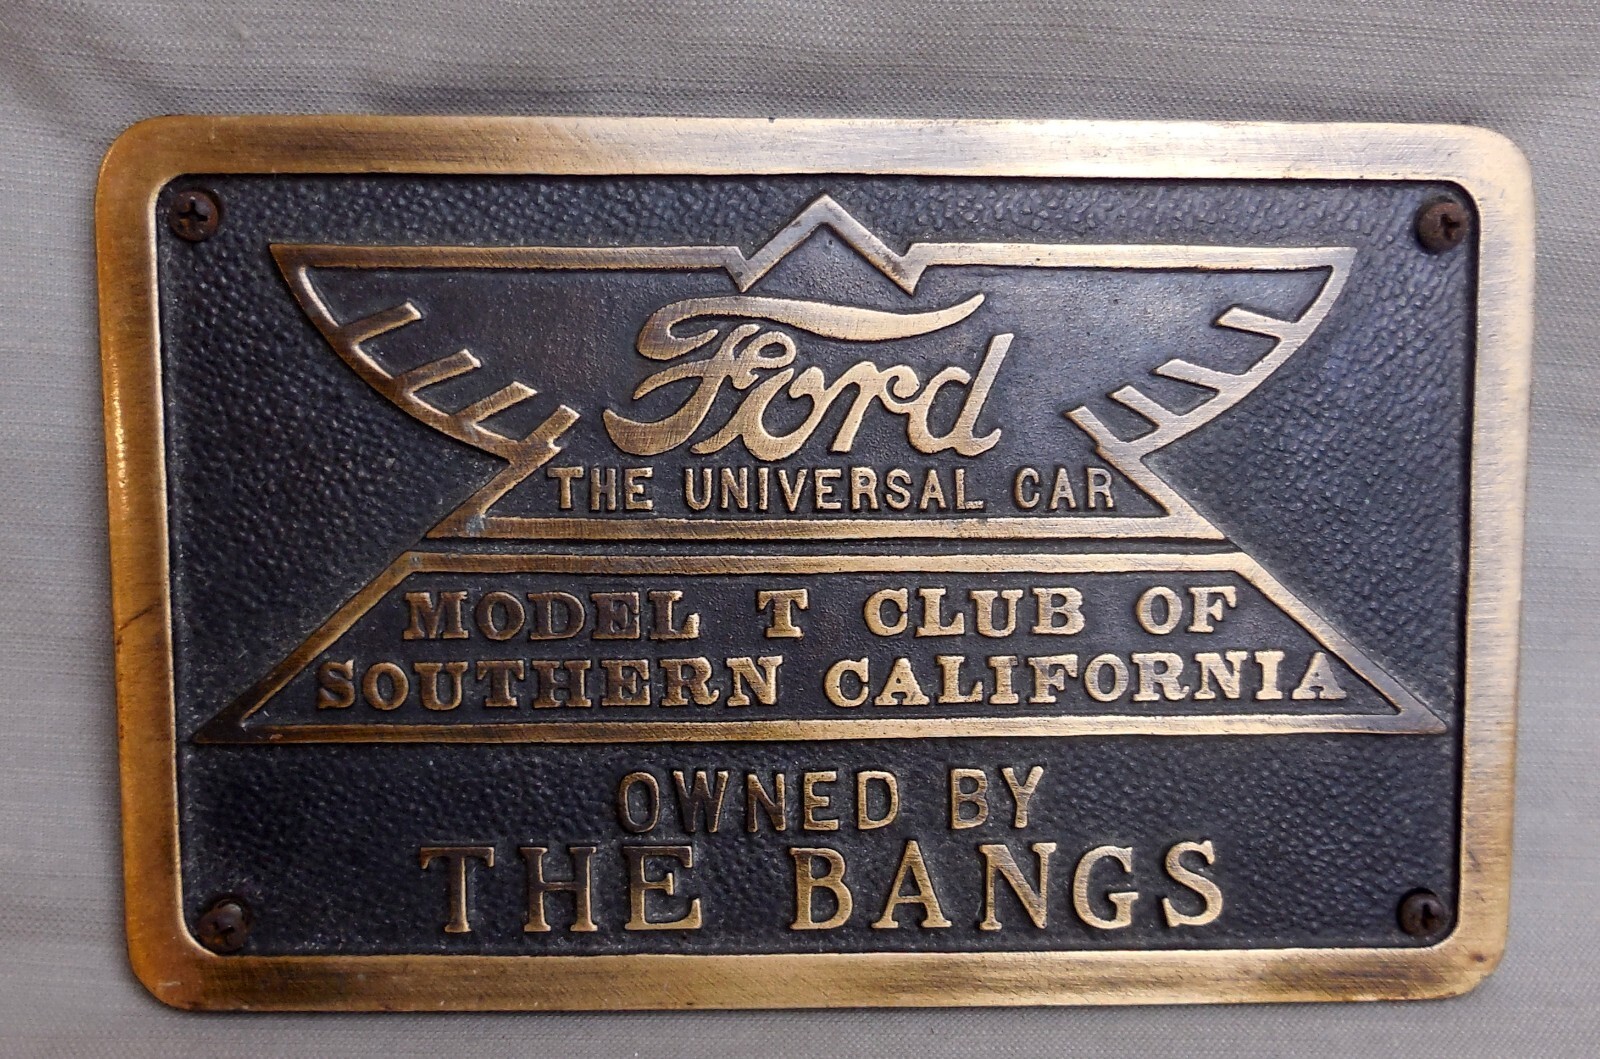 Ford
THE UNIVERSAL CAR
MODEL T CLUB OF
SOUTHERN CALIFORNIA
OWNED BY
THE BANGS